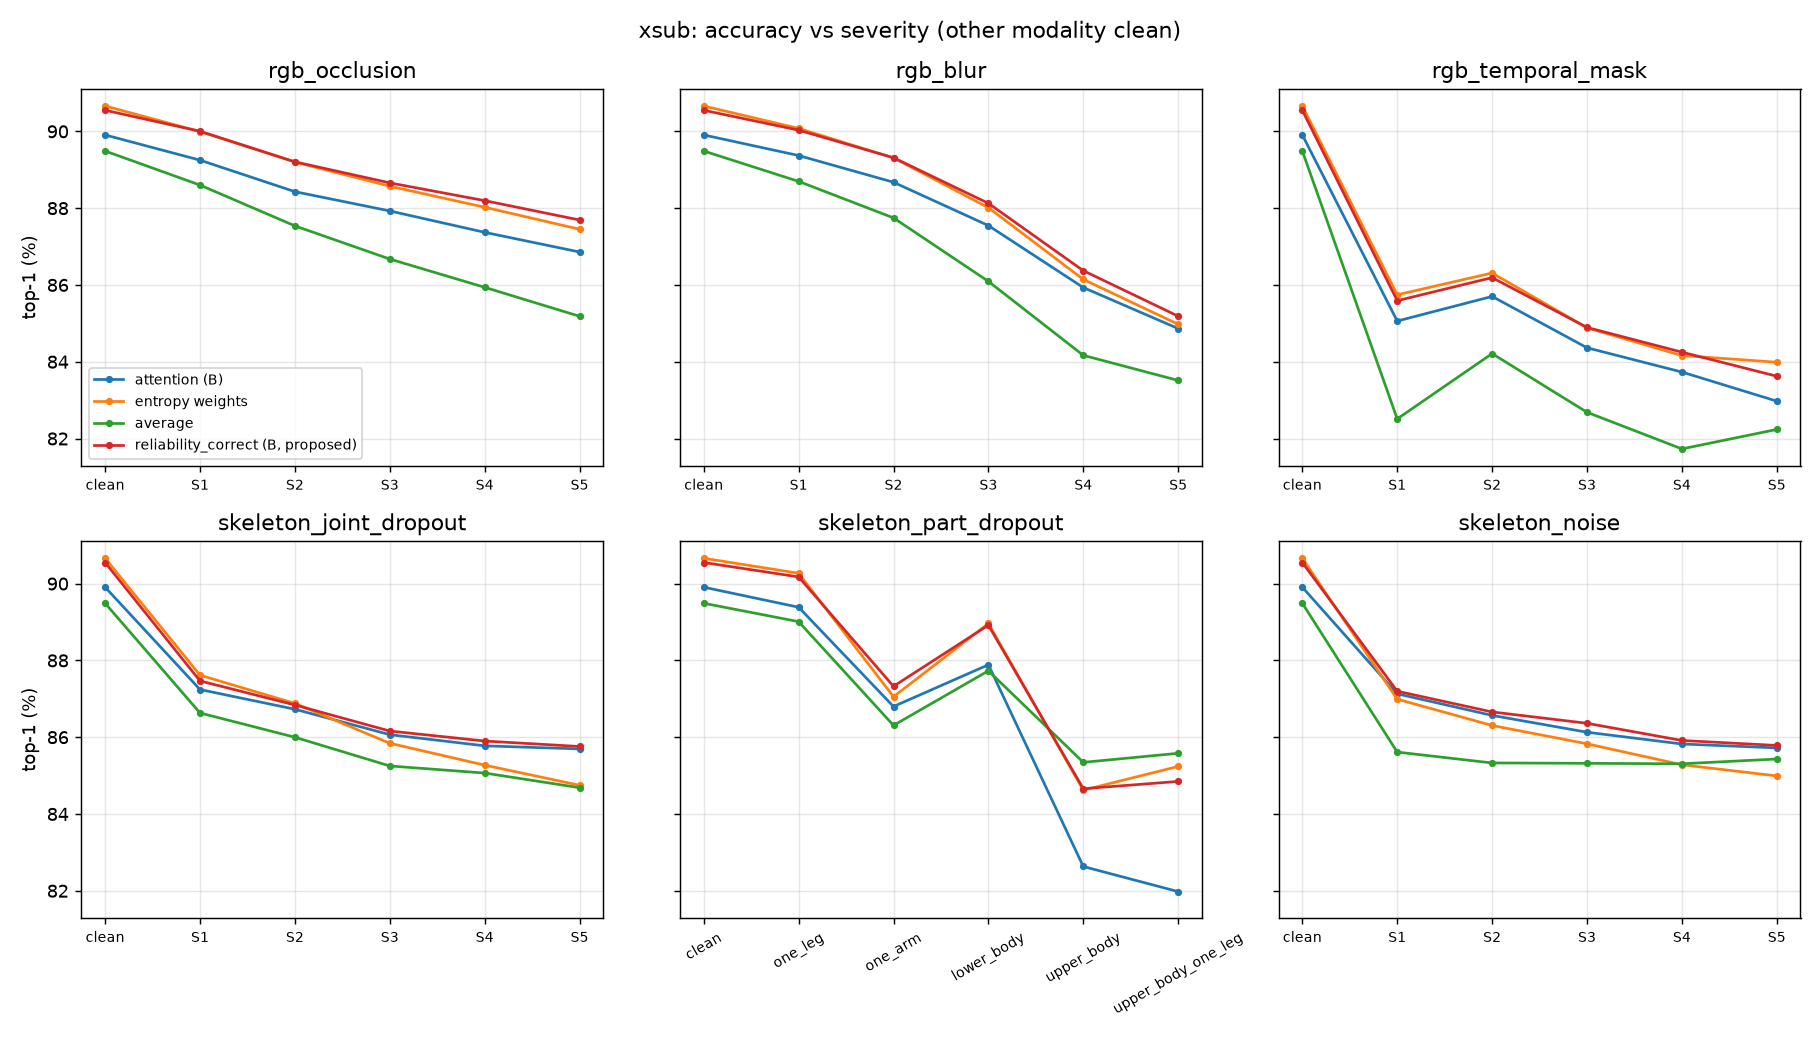 xsub: accuracy vs severity (other modality clean)
rgb_occlusion
rgb_blur
rgb_temporal_mask
top-1 (%)
90
88
86
84
82
attention (B)
entropy weights
average
reliability_correct (B, proposed)
clean S1 S2 S3 S4 S5
clean S1 S2 S3 S4 S5
clean S1 S2 S3 S4 S5
skeleton_joint_dropout
skeleton_part_dropout
skeleton_noise
top-1 (%)
90
88
86
84
82
clean S1 S2 S3 S4 S5
clean
one_leg
one_arm
lower_body
upper_body
upper_body_one_leg
clean S1 S2 S3 S4 S5